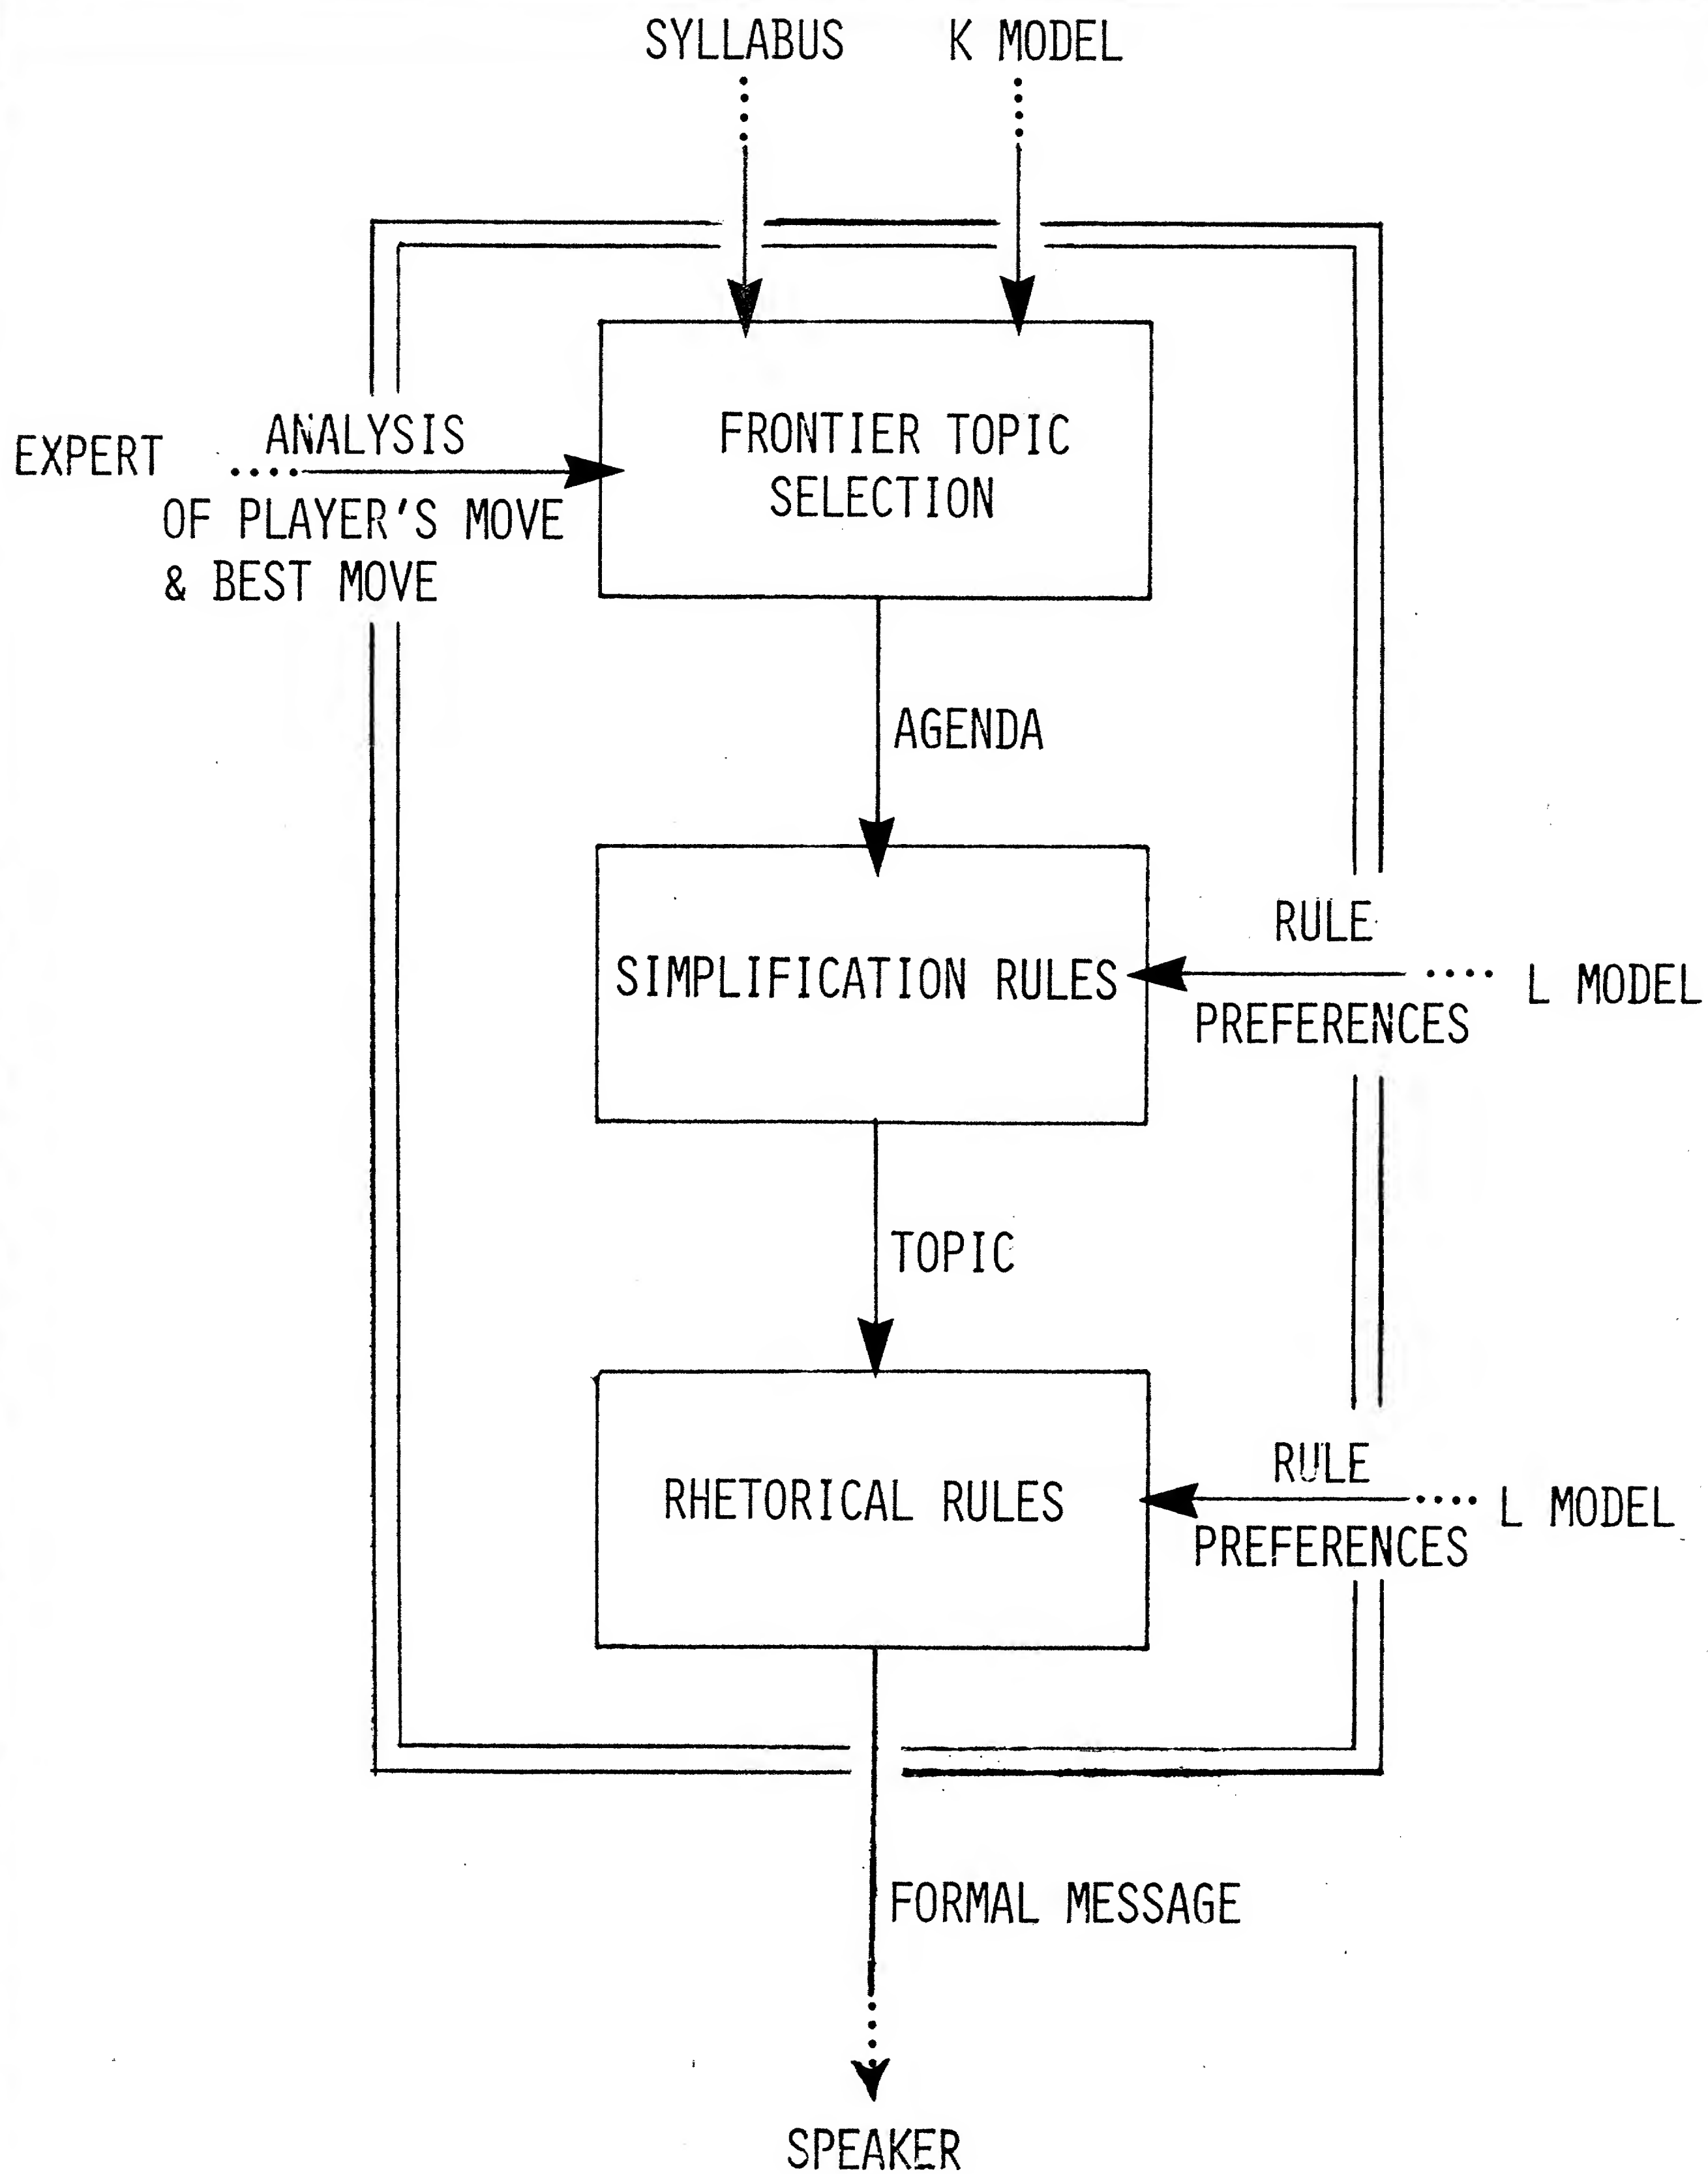 SYLLABUS K MODEL
EXPERT
ANALYSIS
OF PLAYER'S MOVE
& BEST MOVE
FRONTIER TOPIC
SELECTION
AGENDA
SIMPLIFICATION RULES
RULE
PREFERENCES
L MODEL
TOPIC
RHETORICAL RULES
RULE
PREFERENCES
L MODEL
FORMAL MESSAGE
SPEAKER